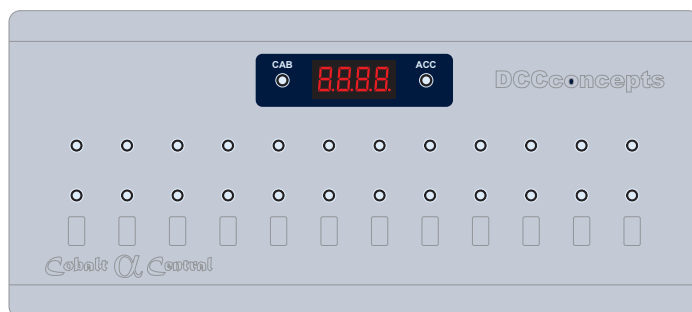 CAB ACC
8.8.8.8.
DCCconcepts
Cobalt α Central